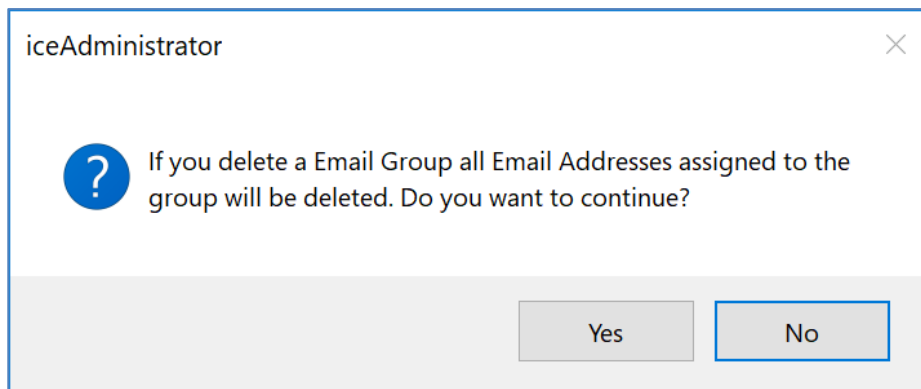 iceAdministrator
If you delete a Email Group all Email Addresses assigned to the
group will be deleted. Do you want to continue?
Yes
No